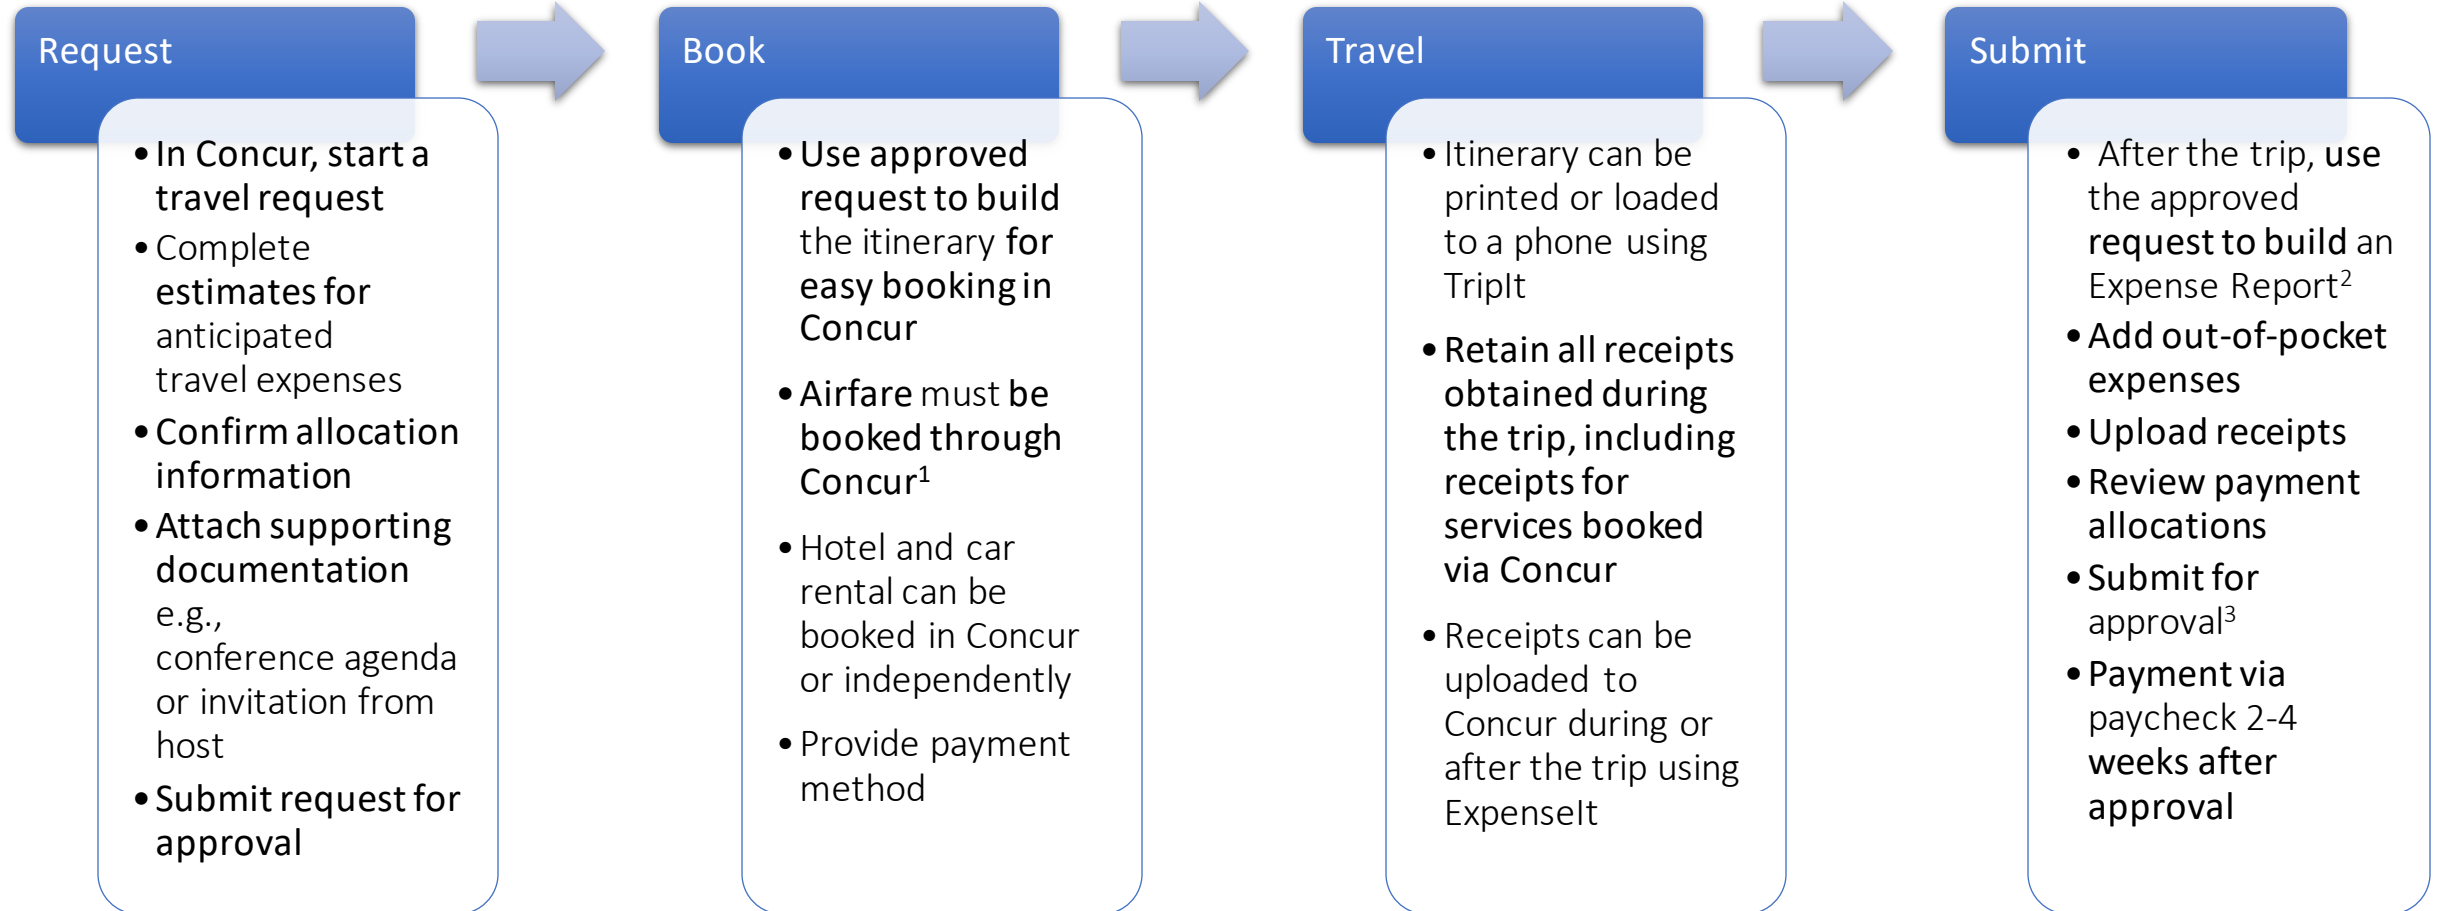 Request
• In Concur, start a
travel request
• Complete
estimates for
anticipated
travel expenses
• Confirm allocation
information
• Attach supporting
documentation
e.g.,
conference agenda
or invitation from
host
• Submit request for
approval
Book
• Use approved
request to build
the itinerary for
easy booking in
Concur
• Airfare must be
booked through
Concur¹
• Hotel and car
rental can be
booked in Concur
or independently
• Provide payment
method
Travel
• Itinerary can be
printed or loaded
to a phone using
TripIt
• Retain all receipts
obtained during
the trip, including
receipts for
services booked
via Concur
• Receipts can be
uploaded to
Concur during or
after the trip using
ExpenseIt
Submit
• After the trip, use
the approved
request to build an
Expense Report²
• Add out-of-pocket
expenses
• Upload receipts
• Review payment
allocations
• Submit for
approval³
• Payment via
paycheck 2-4
weeks after
approval